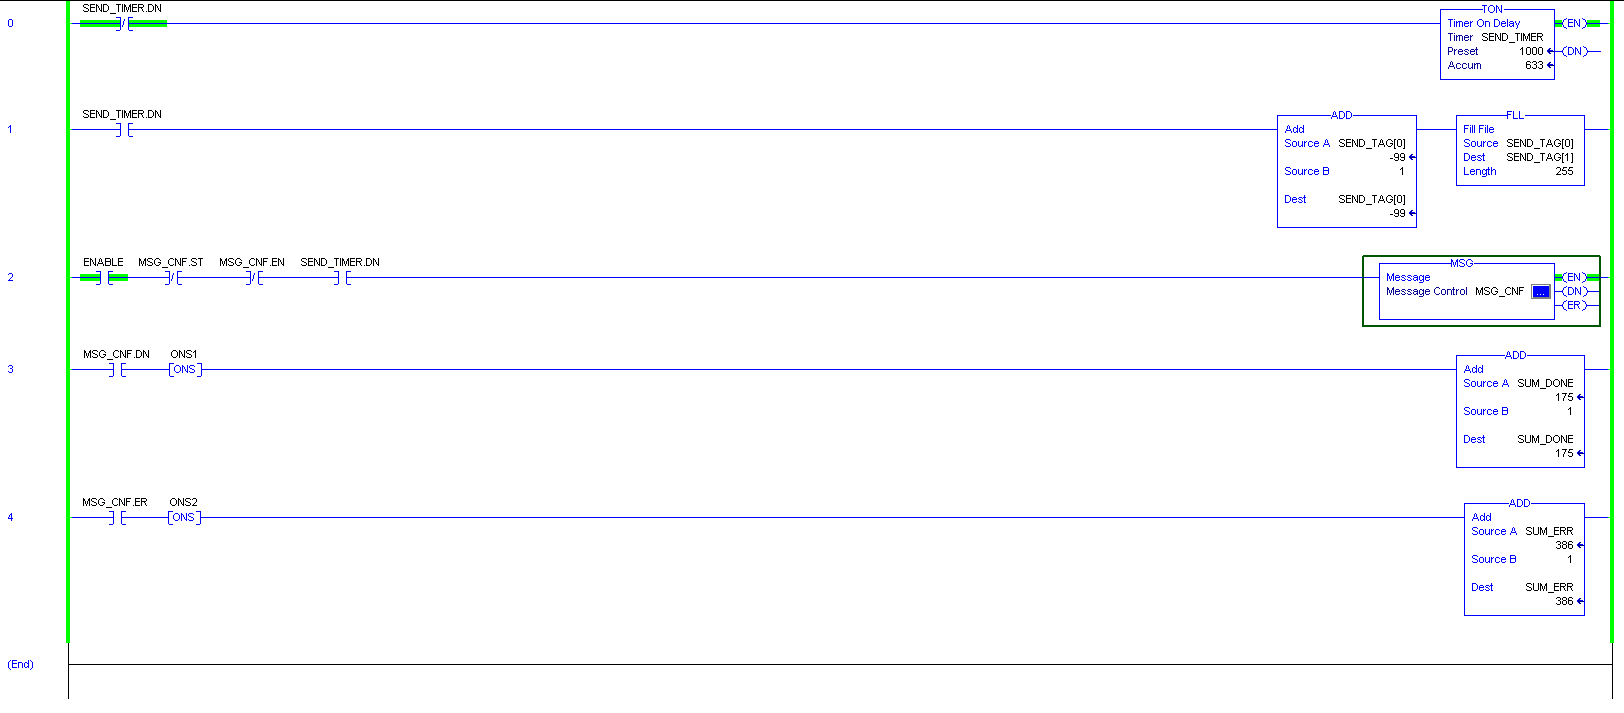 SEND_TIMER.DN
0
TON
Timer On Delay
Timer SEND_TIMER
Preset 1000
Accum 633
EN
DN
SEND_TIMER.DN
1
ADD
Add
Source A SEND_TAG[0]
-99
Source B 1
Dest SEND_TAG[0]
-99
FLL
Fill File
Source SEND_TAG[0]
Dest SEND_TAG[1]
Length 255
ENABLE MSG_CNF.ST MSG_CNF.EN SEND_TIMER.DN
2
MSG
Message
Message Control MSG_CNF ...
EN
DN
ER
MSG_CNF.DN ONS1
3
ONS
ADD
Add
Source A SUM_DONE
175
Source B 1
Dest SUM_DONE
175
MSG_CNF.ER ONS2
4
ONS
ADD
Add
Source A SUM_ERR
386
Source B 1
Dest SUM_ERR
386
(End)